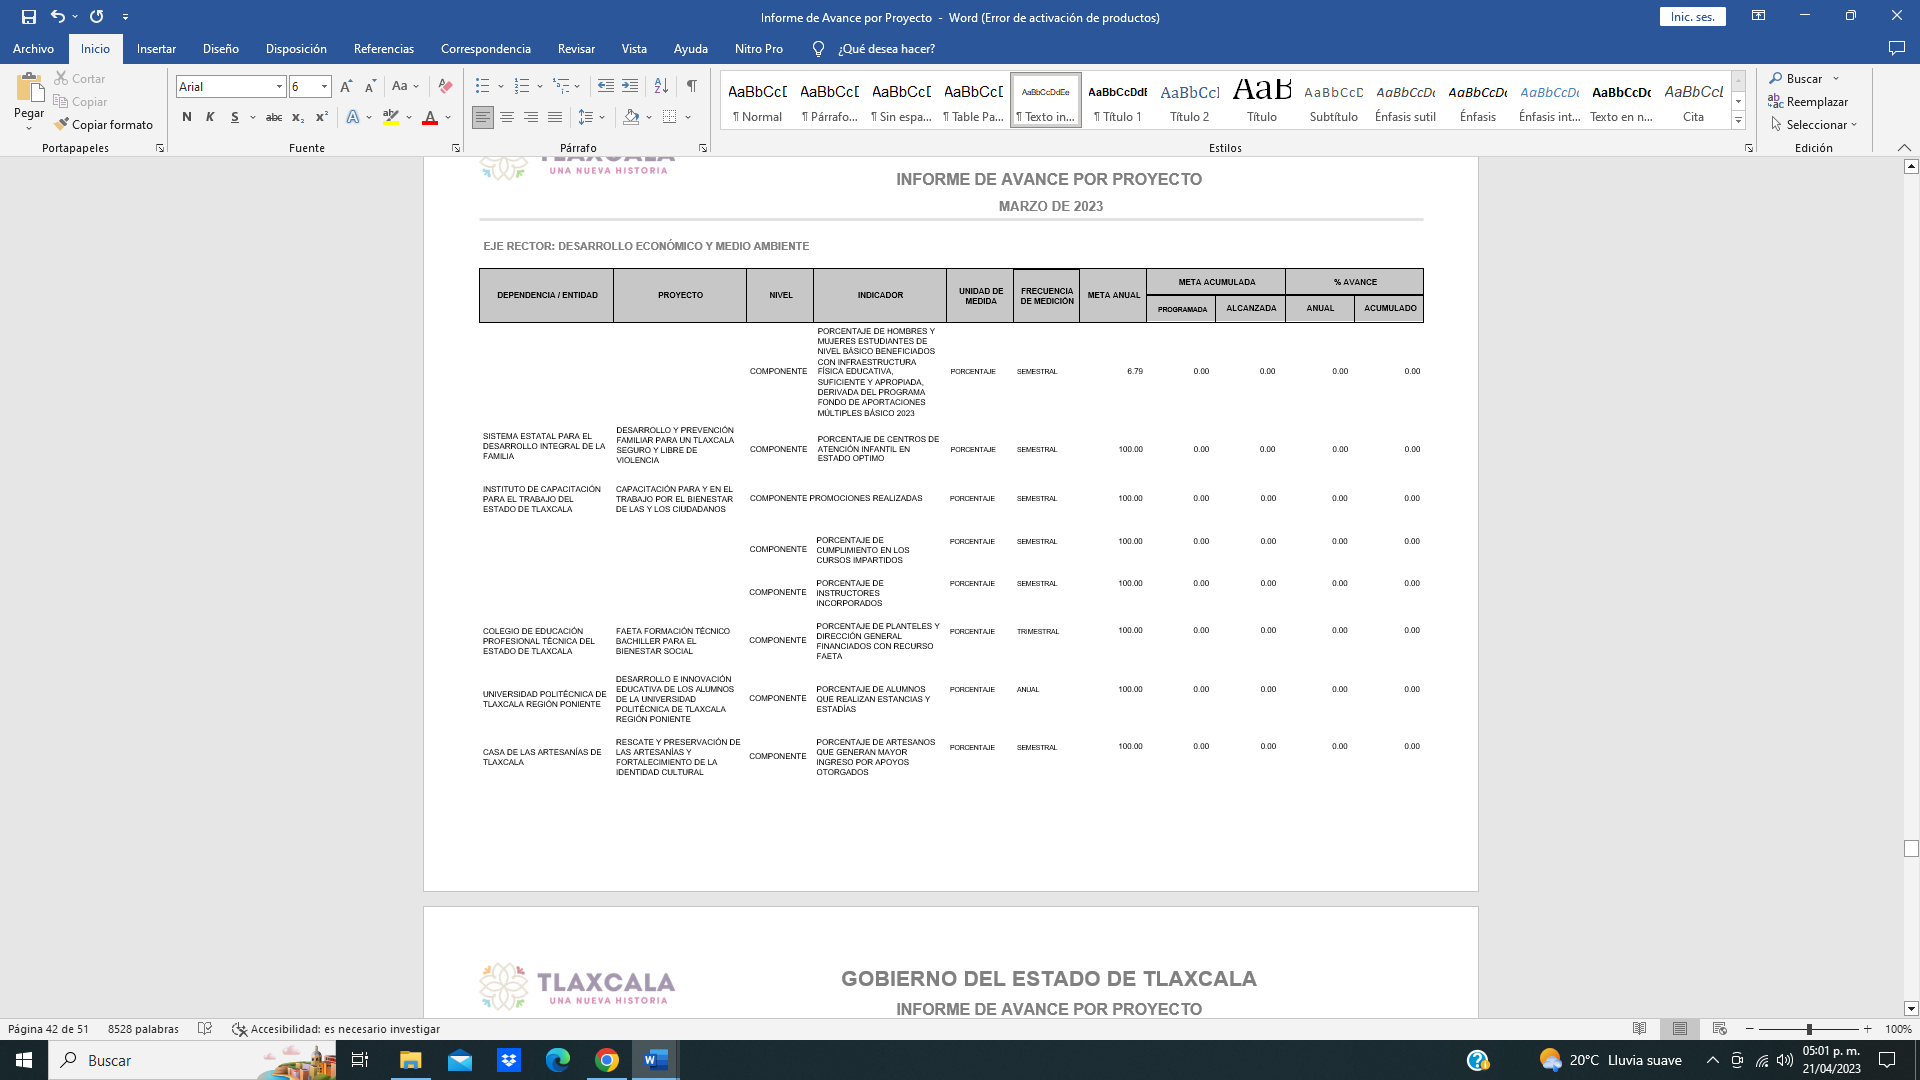 Informe de Avance por Proyecto - Word (Error de activación de productos)
Inic. ses.
Archivo Inicio Insertar Diseño Disposición Referencias Correspondencia Revisar Vista Ayuda Nitro Pro ¿Qué desea hacer?
Pegar
Cortar
Copiar
Copiar formato
Portapapeles
Arial 6
N K S abc x₂ x²
Fuente
Párrafo
AaBbCcI AaBbCcI AaBbCcI AaBbCcI AaBbCcDdEe AaBbCcDdE AaBbCcI AaB AaBbCcD AaBbCcDc AaBbCcDc AaBbCcDc AaBbCcDc AaBbCcL
¶ Normal ¶ Párrafo... ¶ Sin espa... ¶ Table Pa... ¶ Texto in... ¶ Título 1 Título 2 Título Subtítulo Énfasis sutil Énfasis Énfasis int... Texto en n... Cita
Estilos
Buscar
Reemplazar
Seleccionar
Edición
TLAXCALA
UNA NUEVA HISTORIA
INFORME DE AVANCE POR PROYECTO
MARZO DE 2023
EJE RECTOR: DESARROLLO ECONÓMICO Y MEDIO AMBIENTE
DEPENDENCIA / ENTIDAD PROYECTO NIVEL INDICADOR UNIDAD DE MEDIDA FRECUENCIA DE MEDICIÓN META ANUAL META ACUMULADA % AVANCE
PROGRAMADA ALCANZADA ANUAL ACUMULADO
COMPONENTE
PORCENTAJE DE HOMBRES Y
MUJERES ESTUDIANTES DE
NIVEL BÁSICO BENEFICIADOS
CON INFRAESTRUCTURA
FÍSICA EDUCATIVA,
SUFICIENTE Y APROPIADA,
DERIVADA DEL PROGRAMA
FONDO DE APORTACIONES
MÚLTIPLES BÁSICO 2023
PORCENTAJE SEMESTRAL 6.79 0.00 0.00 0.00 0.00
SISTEMA ESTATAL PARA EL
DESARROLLO INTEGRAL DE LA
FAMILIA
DESARROLLO Y PREVENCIÓN
FAMILIAR PARA UN TLAXCALA
SEGURO Y LIBRE DE
VIOLENCIA
COMPONENTE
PORCENTAJE DE CENTROS DE
ATENCIÓN INFANTIL EN
ESTADO OPTIMO
PORCENTAJE SEMESTRAL 100.00 0.00 0.00 0.00 0.00
INSTITUTO DE CAPACITACIÓN
PARA EL TRABAJO DEL
ESTADO DE TLAXCALA
CAPACITACIÓN PARA Y EN EL
TRABAJO POR EL BIENESTAR
DE LAS Y LOS CIUDADANOS
COMPONENTE PROMOCIONES REALIZADAS PORCENTAJE SEMESTRAL 100.00 0.00 0.00 0.00 0.00
COMPONENTE
PORCENTAJE DE
CUMPLIMIENTO EN LOS
CURSOS IMPARTIDOS
PORCENTAJE SEMESTRAL 100.00 0.00 0.00 0.00 0.00
COMPONENTE
PORCENTAJE DE
INSTRUCTORES
INCORPORADOS
PORCENTAJE SEMESTRAL 100.00 0.00 0.00 0.00 0.00
COLEGIO DE EDUCACIÓN
PROFESIONAL TÉCNICA DEL
ESTADO DE TLAXCALA
FAETA FORMACIÓN TÉCNICO
BACHILLER PARA EL
BIENESTAR SOCIAL
COMPONENTE
PORCENTAJE DE PLANTELES Y
DIRECCIÓN GENERAL
FINANCIADOS CON RECURSO
FAETA
PORCENTAJE TRIMESTRAL 100.00 0.00 0.00 0.00 0.00
UNIVERSIDAD POLITÉCNICA DE
TLAXCALA REGIÓN PONIENTE
DESARROLLO E INNOVACIÓN
EDUCATIVA DE LOS ALUMNOS
DE LA UNIVERSIDAD
POLITÉCNICA DE TLAXCALA
REGIÓN PONIENTE
COMPONENTE
PORCENTAJE DE ALUMNOS
QUE REALIZAN ESTANCIAS Y
ESTADÍAS
PORCENTAJE ANUAL 100.00 0.00 0.00 0.00 0.00
CASA DE LAS ARTESANÍAS DE
TLAXCALA
RESCATE Y PRESERVACIÓN DE
LAS ARTESANÍAS Y
FORTALECIMIENTO DE LA
IDENTIDAD CULTURAL
COMPONENTE
PORCENTAJE DE ARTESANOS
QUE GENERAN MAYOR
INGRESO POR APOYOS
OTORGADOS
PORCENTAJE SEMESTRAL 100.00 0.00 0.00 0.00 0.00
TLAXCALA
UNA NUEVA HISTORIA
GOBIERNO DEL ESTADO DE TLAXCALA
INFORME DE AVANCE POR PROYECTO
Página 42 de 51 8528 palabras Accesibilidad: es necesario investigar 100%
Buscar
20°C Lluvia suave
05:01 p. m.
21/04/2023